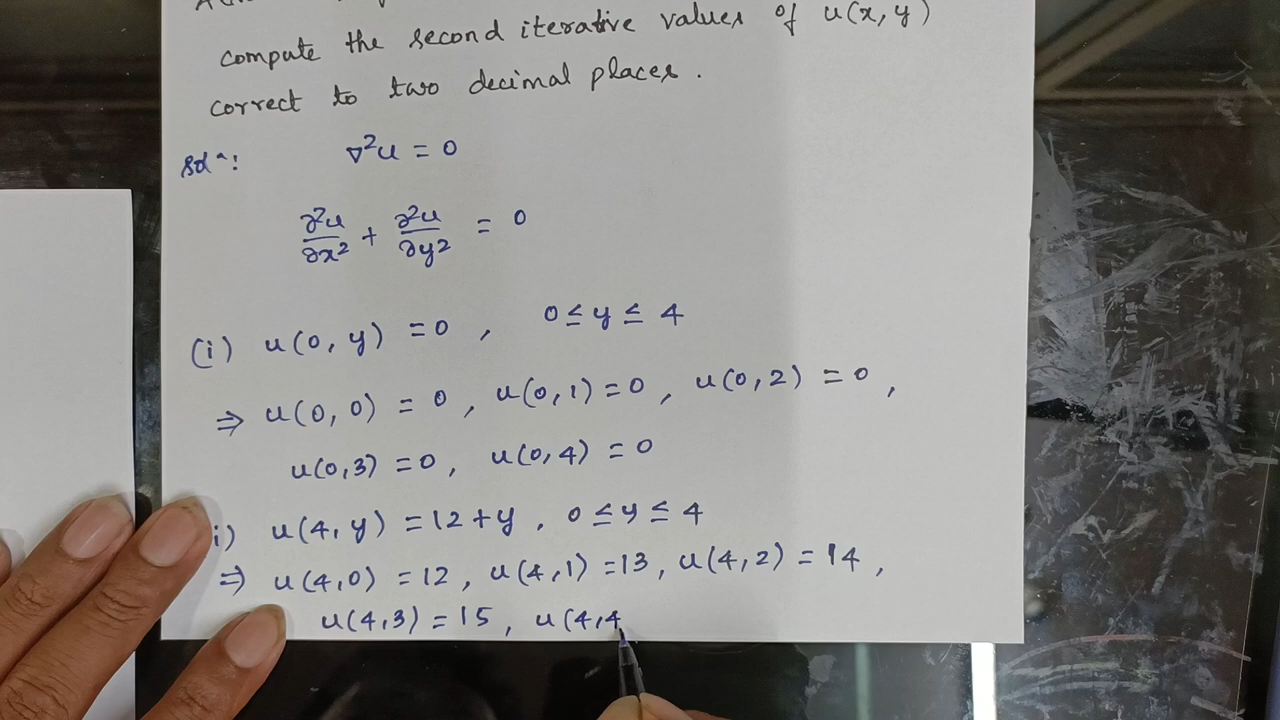 compute the second iterative values of u(x,y)
correct to two decimal places.
Solⁿ: ∇²u = 0
∂²u/∂x² + ∂²u/∂y² = 0
(i) u(0,y) = 0 , 0 ≤ y ≤ 4
⇒ u(0,0) = 0 , u(0,1) = 0 , u(0,2) = 0 ,
u(0,3) = 0 , u(0,4) = 0
i) u(4,y) = 12+y , 0 ≤ y ≤ 4
⇒ u(4,0) = 12 , u(4,1) = 13 , u(4,2) = 14 ,
u(4,3) = 15 , u(4,4